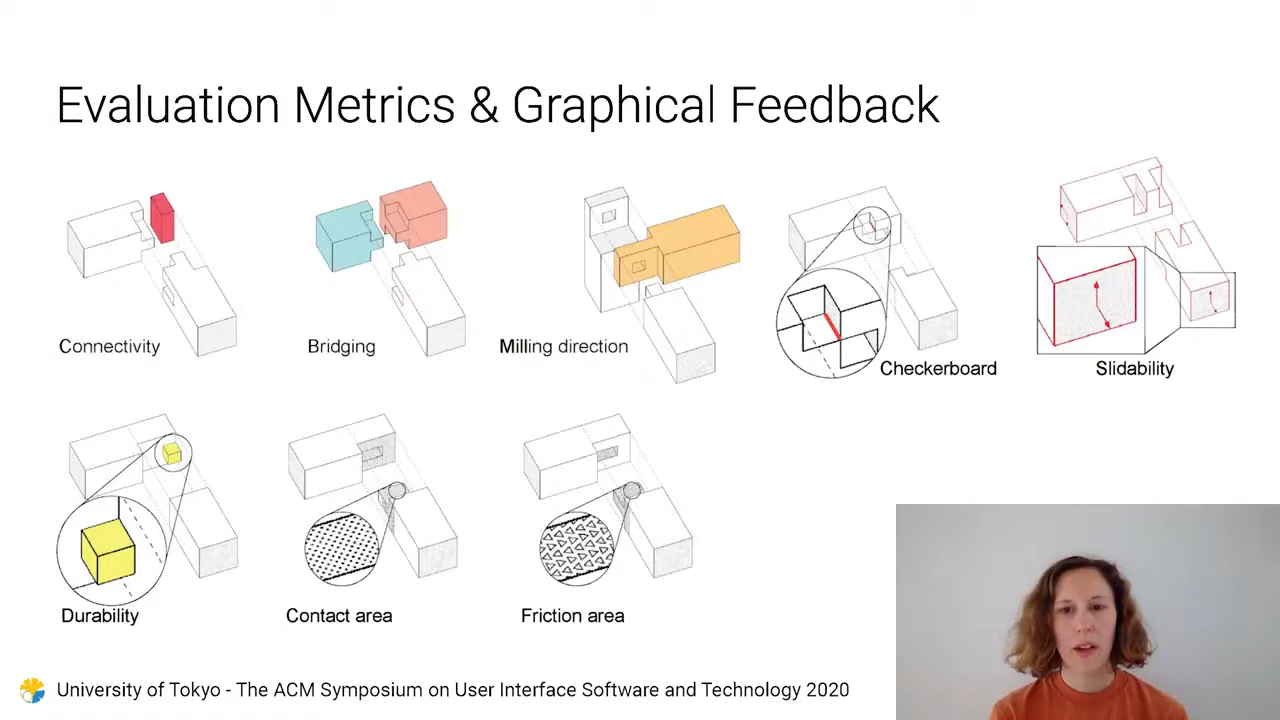 Evaluation Metrics & Graphical Feedback
Connectivity
Bridging
Milling direction
Checkerboard
Slidability
Durability
Contact area
Friction area
University of Tokyo - The ACM Symposium on User Interface Software and Technology 2020